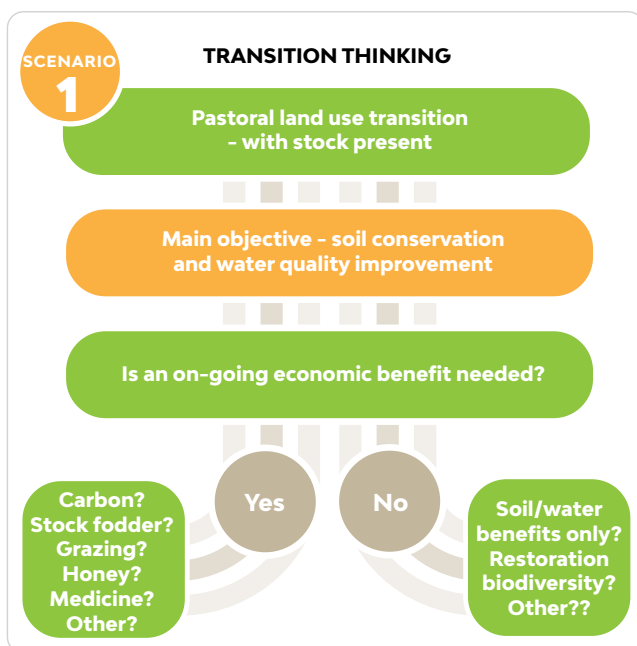 SCENARIO
1
TRANSITION THINKING
Pastoral land use transition
- with stock present
Main objective - soil conservation
and water quality improvement
Is an on-going economic benefit needed?
Yes
No
Carbon?
Stock fodder?
Grazing?
Honey?
Medicine?
Other?
Soil/water
benefits only?
Restoration
biodiversity?
Other??